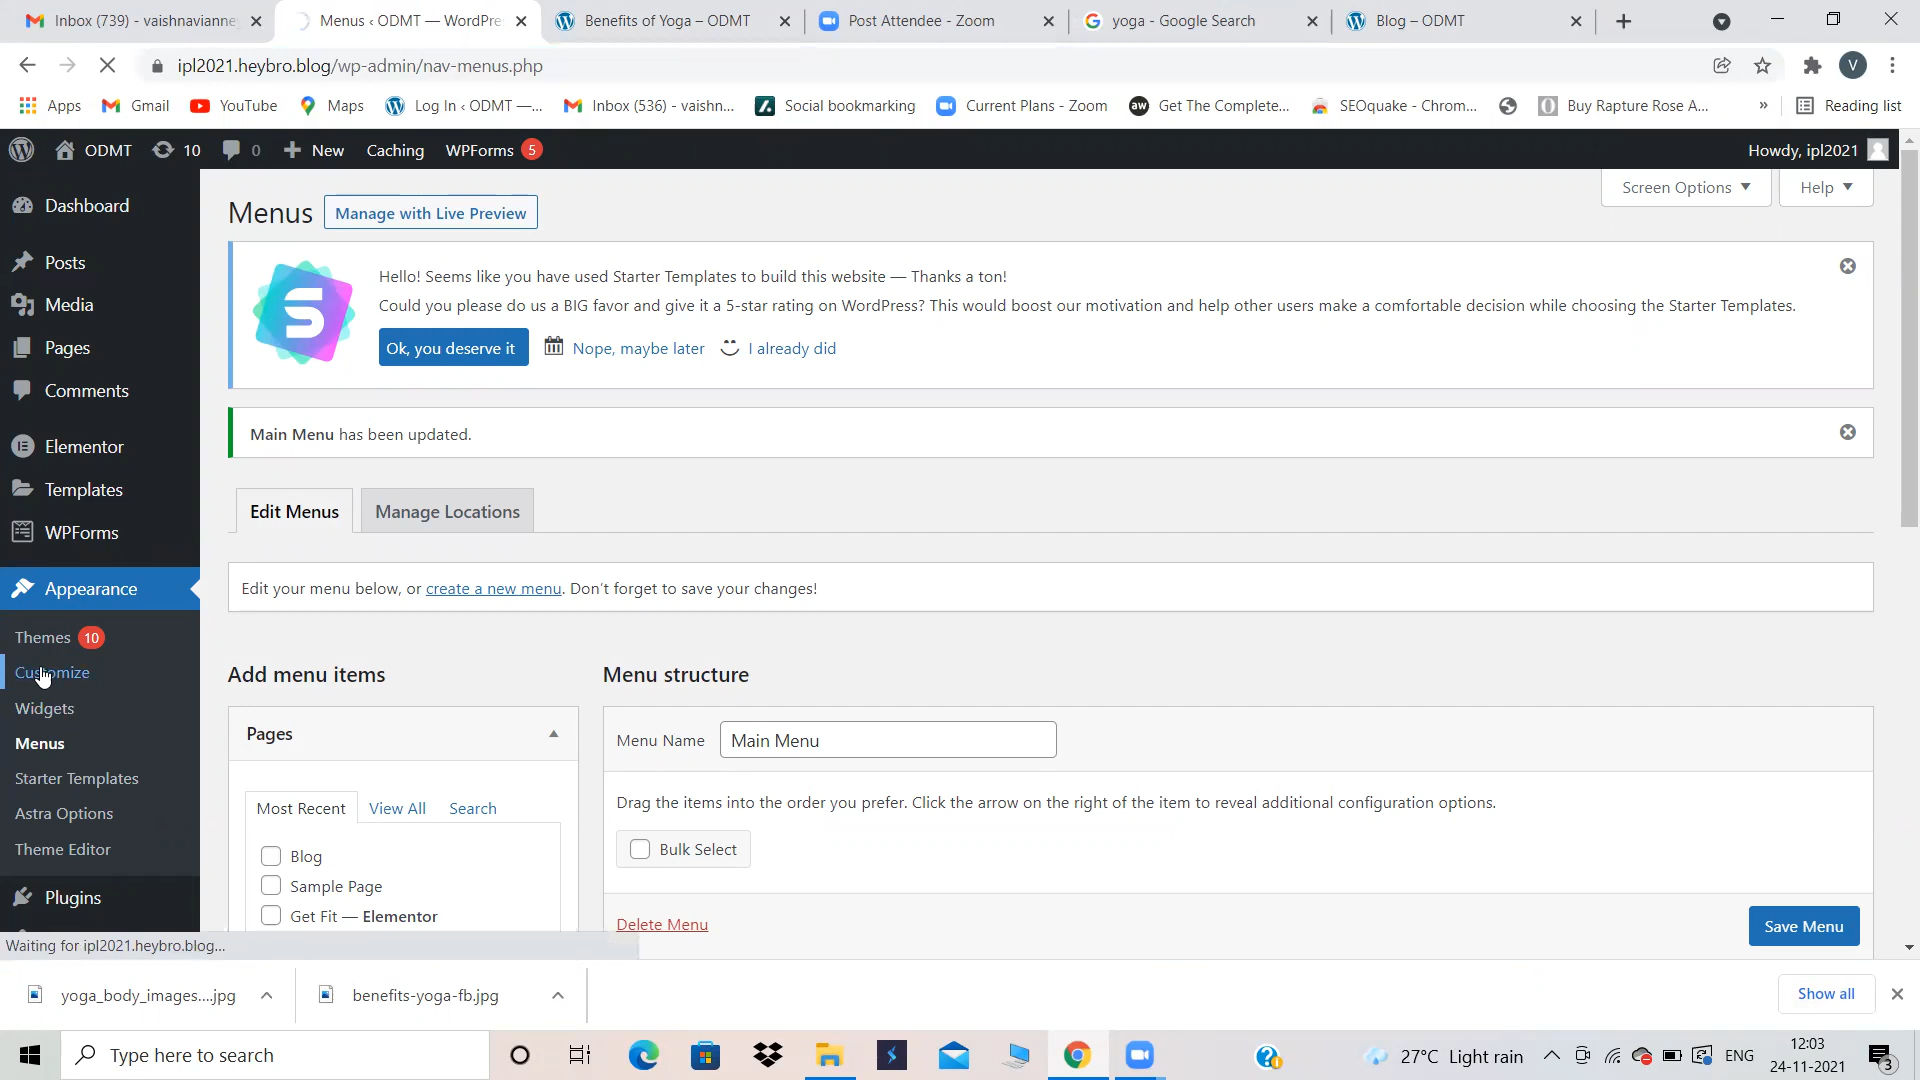 Inbox (739) - vaishnavianne
Menus ‹ ODMT — WordPre
Benefits of Yoga – ODMT
Post Attendee - Zoom
yoga - Google Search
Blog – ODMT
ipl2021.heybro.blog/wp-admin/nav-menus.php
V
Apps
Gmail
YouTube
Maps
Log In ‹ ODMT —...
Inbox (536) - vaishn...
Social bookmarking
Current Plans - Zoom
aw Get The Complete...
SEOquake - Chrom...
Buy Rapture Rose A...
»
Reading list
ODMT
10
0
New
Caching
WPForms 5
Howdy, ipl2021
Dashboard
Posts
Media
Pages
Comments
Elementor
Templates
WPForms
Appearance
Themes 10
Customize
Widgets
Menus
Starter Templates
Astra Options
Theme Editor
Plugins
Screen Options
Help
Menus
Manage with Live Preview
S
Hello! Seems like you have used Starter Templates to build this website — Thanks a ton!
Could you please do us a BIG favor and give it a 5-star rating on WordPress? This would boost our motivation and help other users make a comfortable decision while choosing the Starter Templates.
Ok, you deserve it
Nope, maybe later
I already did
Main Menu has been updated.
Edit Menus
Manage Locations
Edit your menu below, or create a new menu. Don’t forget to save your changes!
Add menu items
Menu structure
Pages
Menu Name
Main Menu
Most Recent
View All
Search
Drag the items into the order you prefer. Click the arrow on the right of the item to reveal additional configuration options.
Bulk Select
Blog
Sample Page
Get Fit — Elementor
Delete Menu
Save Menu
Waiting for ipl2021.heybro.blog...
yoga_body_images....jpg
benefits-yoga-fb.jpg
Show all
Type here to search
27°C Light rain
ENG
12:03
24-11-2021
3